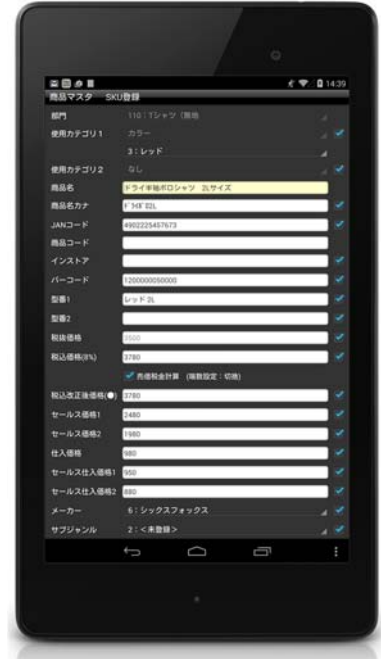 14:39
商品マスタ SKU登録
部門 110:Tシャツ(無地
使用カテゴリ1 カラー
3:レッド
使用カテゴリ2 なし
商品名 ドライ半袖ポロシャツ 2Lサイズ
商品名カナ
JANコード 4902225457673
商品コード
インストア
バーコード 1200000050000
型番1 レッド 2L
型番2
税抜価格 3500
税込価格(8%) 3780
売価税金計算 (端数設定:切捨)
税込改正後価格(●) 3780
セールス価格1 2480
セールス価格2 1980
仕入価格 980
セールス仕入価格1 950
セールス仕入価格2 880
メーカー 6:シックスフォックス
サブジャンル 2:<未登録>